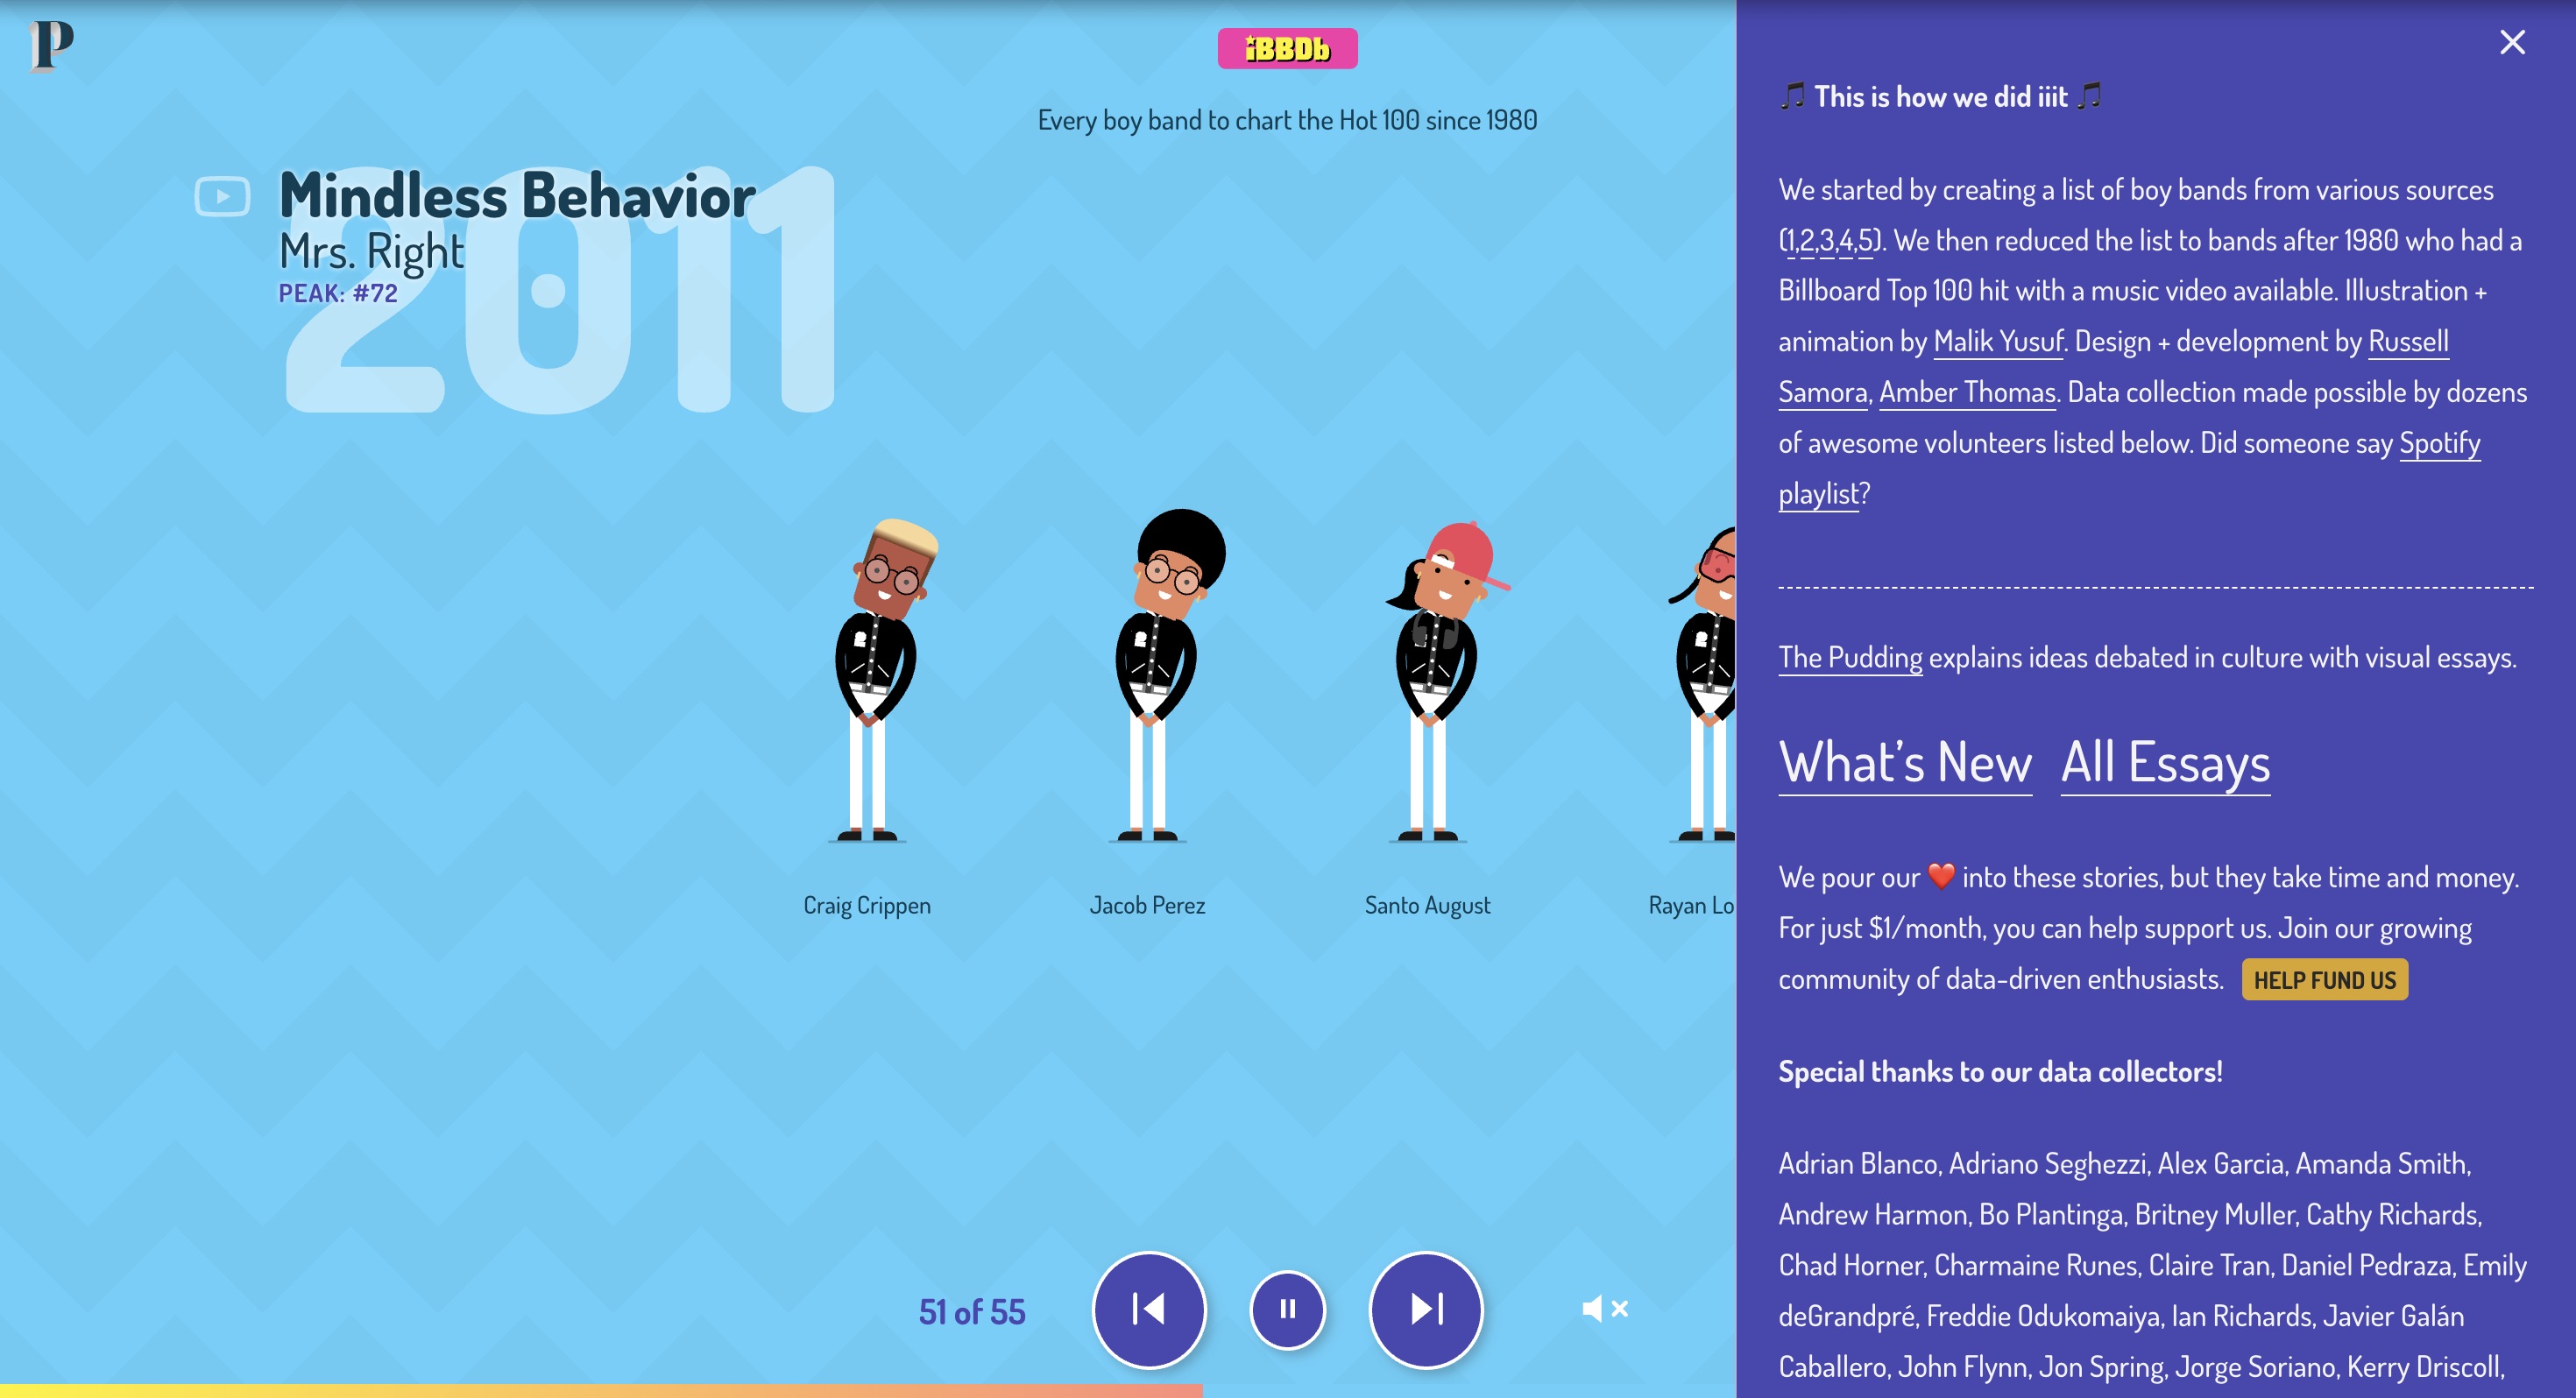 P
iBBDb
Every boy band to chart the Hot 100 since 1980
2011
Mindless Behavior
Mrs. Right
PEAK: #72
Craig Crippen
Jacob Perez
Santo August
Rayan Lo
51 of 55
🎵 This is how we did iiit 🎵
We started by creating a list of boy bands from various sources
(1,2,3,4,5). We then reduced the list to bands after 1980 who had a
Billboard Top 100 hit with a music video available. Illustration +
animation by Malik Yusuf. Design + development by Russell
Samora, Amber Thomas. Data collection made possible by dozens
of awesome volunteers listed below. Did someone say Spotify
playlist?
The Pudding explains ideas debated in culture with visual essays.
What's New All Essays
We pour our ❤️ into these stories, but they take time and money.
For just $1/month, you can help support us. Join our growing
community of data-driven enthusiasts. HELP FUND US
Special thanks to our data collectors!
Adrian Blanco, Adriano Seghezzi, Alex Garcia, Amanda Smith,
Andrew Harmon, Bo Plantinga, Britney Muller, Cathy Richards,
Chad Horner, Charmaine Runes, Claire Tran, Daniel Pedraza, Emily
deGrandpré, Freddie Odukomaiya, Ian Richards, Javier Galán
Caballero, John Flynn, Jon Spring, Jorge Soriano, Kerry Driscoll,